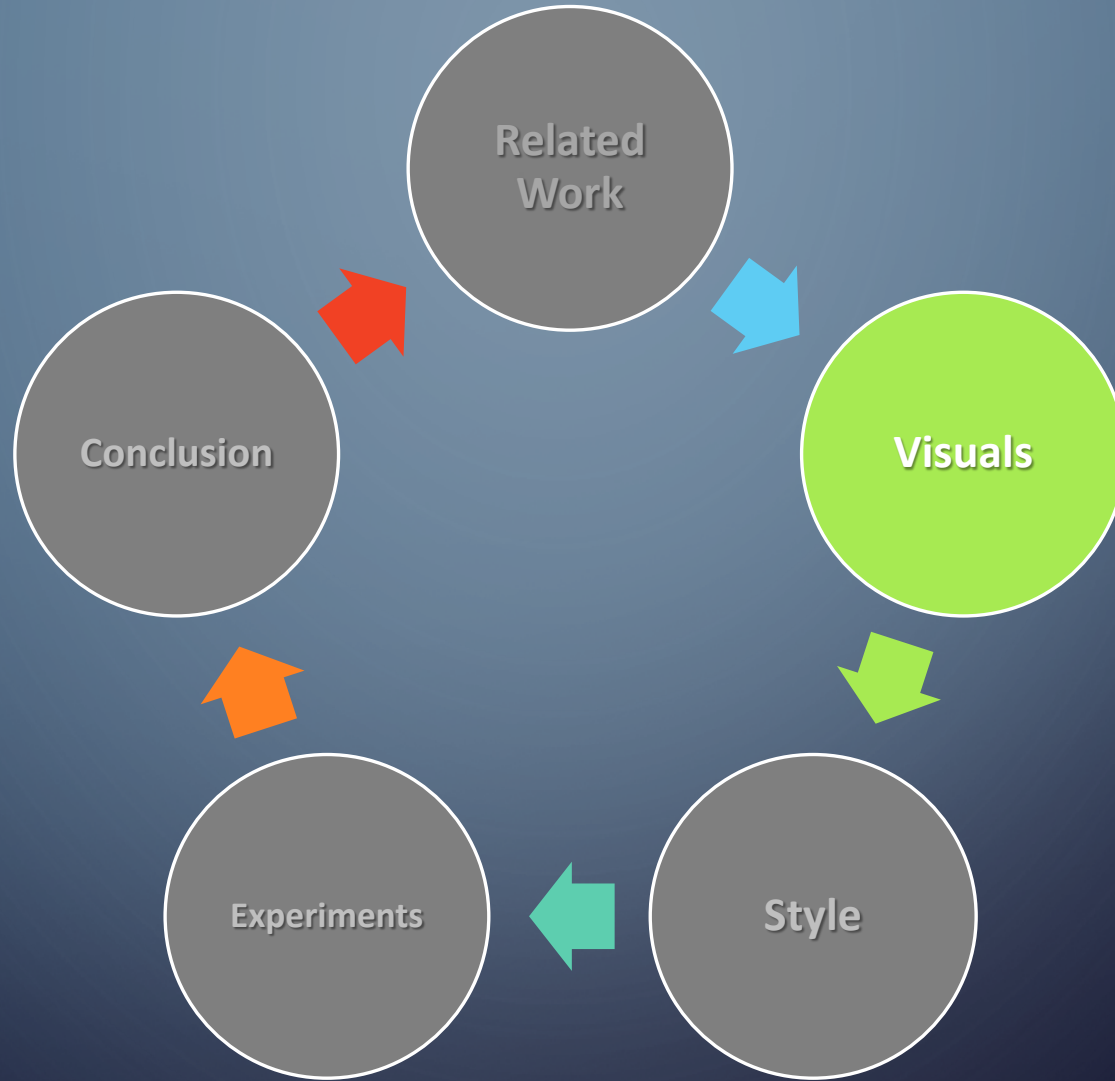 Related
Work
Visuals
Style
Experiments
Conclusion